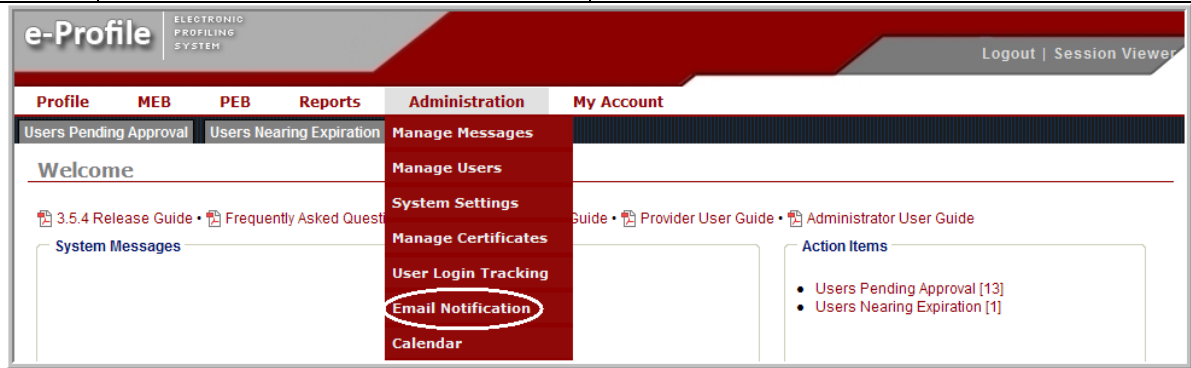 e-Profile
ELECTRONIC
PROFILING
SYSTEM
Logout | Session Viewer
Profile MEB PEB Reports Administration My Account
Users Pending Approval Users Nearing Expiration
Manage Messages
Manage Users
System Settings
Manage Certificates
User Login Tracking
Email Notification
Calendar
Welcome
3.5.4 Release Guide • Frequently Asked Guide • Provider User Guide • Administrator User Guide
System Messages
Action Items
• Users Pending Approval [13]
• Users Nearing Expiration [1]